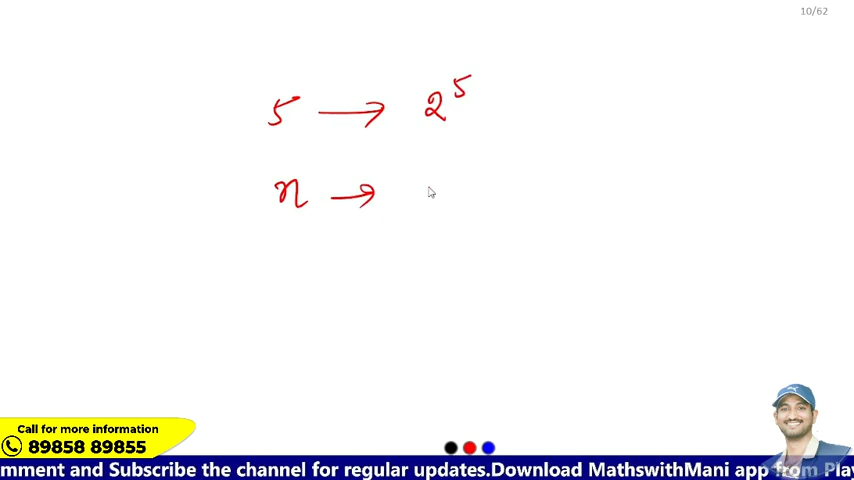 10/62
5 → 2⁵
n →
Call for more information
89858 89855
mment and Subscribe the channel for regular updates.Download MathswithMani app from Play